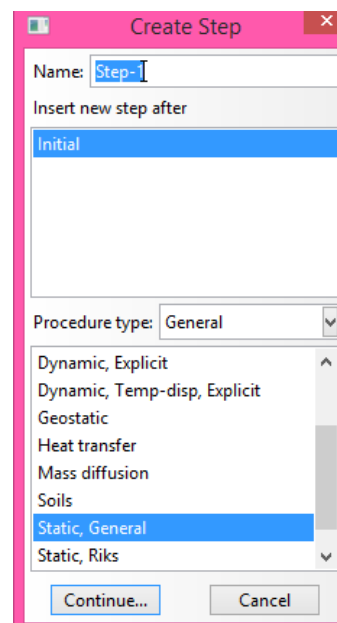 Create Step
Name: Step-1
Insert new step after
Initial
Procedure type: General
Dynamic, Explicit
Dynamic, Temp-disp, Explicit
Geostatic
Heat transfer
Mass diffusion
Soils
Static, General
Static, Riks
Continue... Cancel